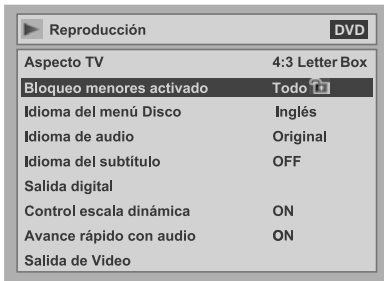 Reproducción DVD
Aspecto TV 4:3 Letter Box
Bloqueo menores activado Todo
Idioma del menú Disco Inglés
Idioma de audio Original
Idioma del subtítulo OFF
Salida digital
Control escala dinámica ON
Avance rápido con audio ON
Salida de Video